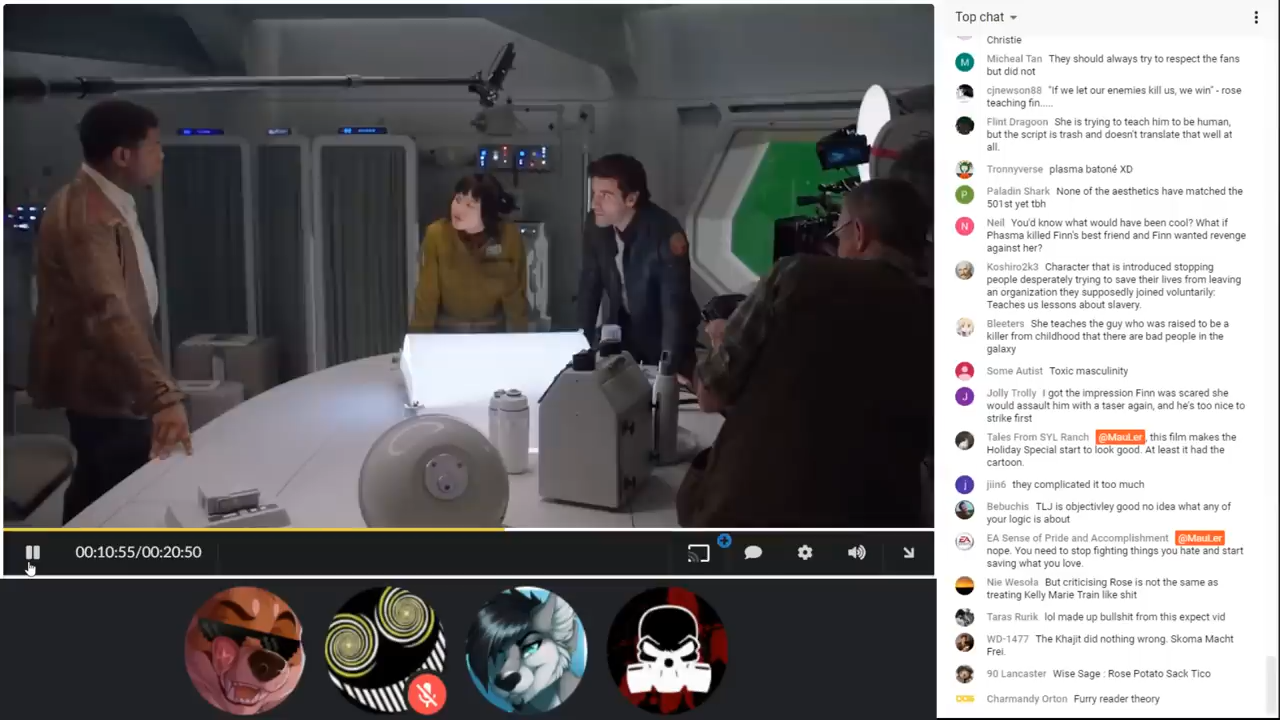 Top chat
Christie
Micheal Tan They should always try to respect the fans
but did not
cjnewson88 "If we let our enemies kill us, we win" - rose
teaching fin.....
Flint Dragoon She is trying to teach him to be human,
but the script is trash and doesn't translate that well at
all.
Tronnyverse plasma batoné XD
P
Paladin Shark None of the aesthetics have matched the
501st yet tbh
N
Neil You'd know what would have been cool? What if
Phasma killed Finn's best friend and Finn wanted revenge
against her?
Koshiro2k3 Character that is introduced stopping
people desperately trying to save their lives from leaving
an organization they supposedly joined voluntarily:
Teaches us lessons about slavery.
Bleeters She teaches the guy who was raised to be a
killer from childhood that there are bad people in the
galaxy
Some Autist Toxic masculinity
J
Jolly Trolly I got the impression Finn was scared she
would assault him with a taser again, and he's too nice to
strike first
Tales From SYL Ranch @MauLer, this film makes the
Holiday Special start to look good. At least it had the
cartoon.
j
jiin6 they complicated it too much
Bebuchis TLJ is objectivley good no idea what any of
your logic is about
EA
EA Sense of Pride and Accomplishment @MauLer
nope. You need to stop fighting things you hate and start
saving what you love.
Nie Wesoła But criticising Rose is not the same as
treating Kelly Marie Train like shit
Taras Rurik lol made up bullshit from this expect vid
WD-1477 The Khajit did nothing wrong. Skoma Macht
Frei.
90 Lancaster Wise Sage : Rose Potato Sack Tico
Charmandy Orton Furry reader theory
00:10:55/00:20:50